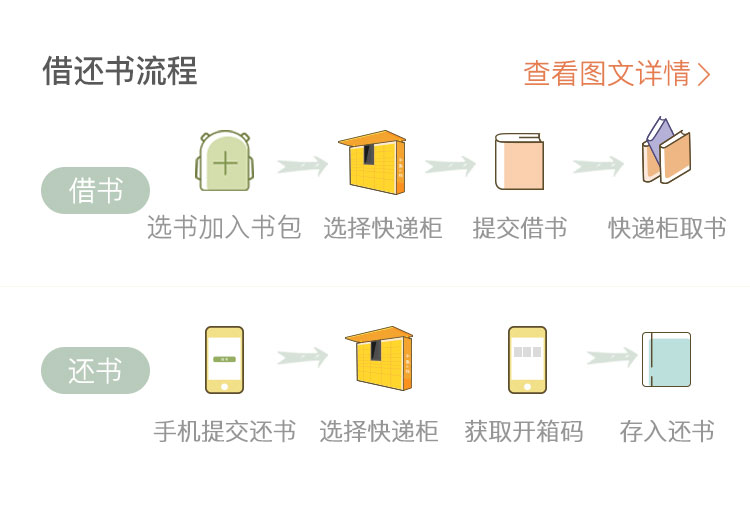 借还书流程
查看图文详情
借书
选书加入书包 选择快递柜 提交借书 快递柜取书
还书
手机提交还书 选择快递柜 获取开箱码 存入还书